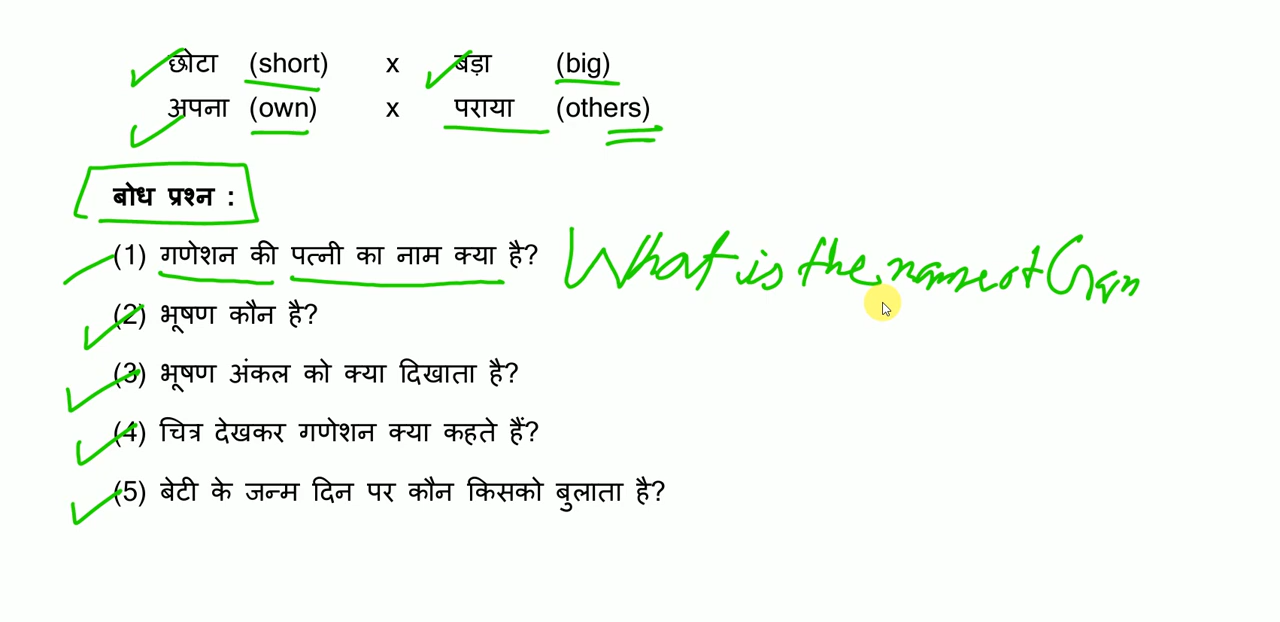 छोटा (short) x बड़ा (big)
अपना (own) x पराया (others)
बोध प्रश्न :
(1) गणेशन की पत्नी का नाम क्या है? What is the name of Gan
(2) भूषण कौन है?
(3) भूषण अंकल को क्या दिखाता है?
(4) चित्र देखकर गणेशन क्या कहते हैं?
(5) बेटी के जन्म दिन पर कौन किसको बुलाता है?